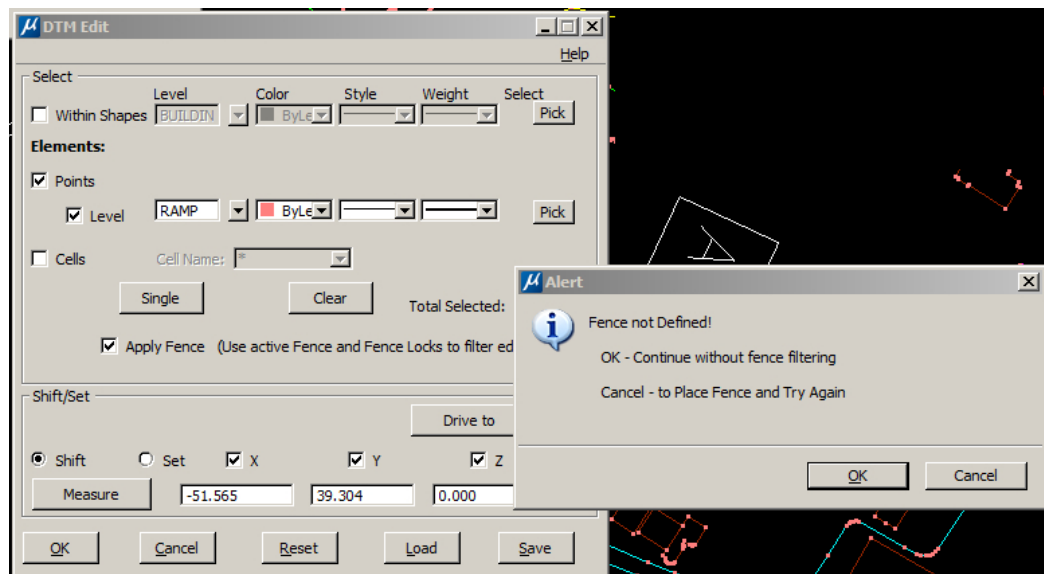 DTM Edit
Help
Select
Level Color Style Weight Select
Within Shapes BUILDIN ByLe Pick
Elements:
Points
Level RAMP ByLe Pick
Cells Cell Name: *
Single Clear Total Selected:
Apply Fence (Use active Fence and Fence Locks to filter ed
Shift/Set
Drive to
Shift Set X Y Z
Measure -51.565 39.304 0.000
OK Cancel Reset Load Save
Alert
Fence not Defined!
OK - Continue without fence filtering
Cancel - to Place Fence and Try Again
OK Cancel